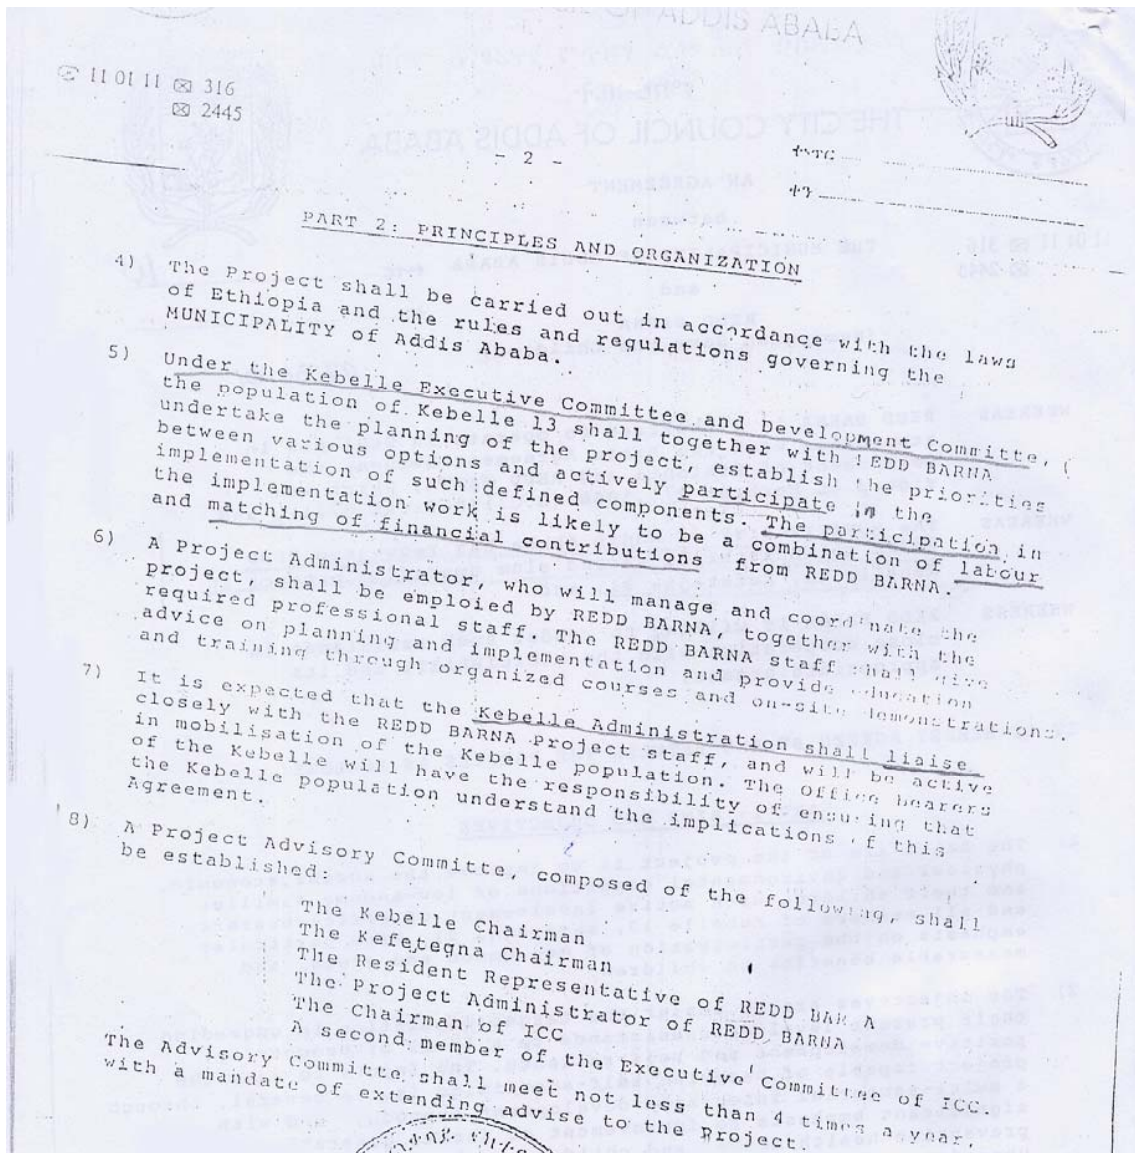 OF ADDIS ABABA
11 01 11 316
2445
- 2 -
PART 2: PRINCIPLES AND ORGANIZATION
4) The Project shall be carried out in accordance with the laws
of Ethiopia and the rules and regulations governing the
MUNICIPALITY of Addis Ababa.
5) Under the Kebelle Executive Committee and Development Committe,
the population of Kebelle 13 shall together with REDD BARNA
undertake the planning of the project, establish the priorities
between various options and actively participate in the
implementation of such defined components. The participation in
the implementation work is likely to be a combination of labour
and matching of financial contributions from REDD BARNA.
6) A Project Administrator, who will manage and coordinate the
project, shall be emploied by REDD BARNA, together with the
required professional staff. The REDD BARNA staff shall give
advice on planning and implementation and provide education
and training through organized courses and on-site demonstrations.
7) It is expected that the Kebelle Administration shall liaise
closely with the REDD BARNA Project staff, and will be active
in mobilisation of the Kebelle population. The Office bearers
of the Kebelle will have the responsibility of ensuring that
the Kebelle population understand the implications of this
Agreement.
8) A Project Advisory Committe, composed of the following, shall
be established:
The Kebelle Chairman
The Kefetegna Chairman
The Resident Representative of REDD BARNA
The Project Administrator of REDD BARNA
The Chairman of ICC
A second member of the Executive Committee of ICC.
The Advisory Committe shall meet not less than 4 times a year,
with a mandate of extending advise to the Project.